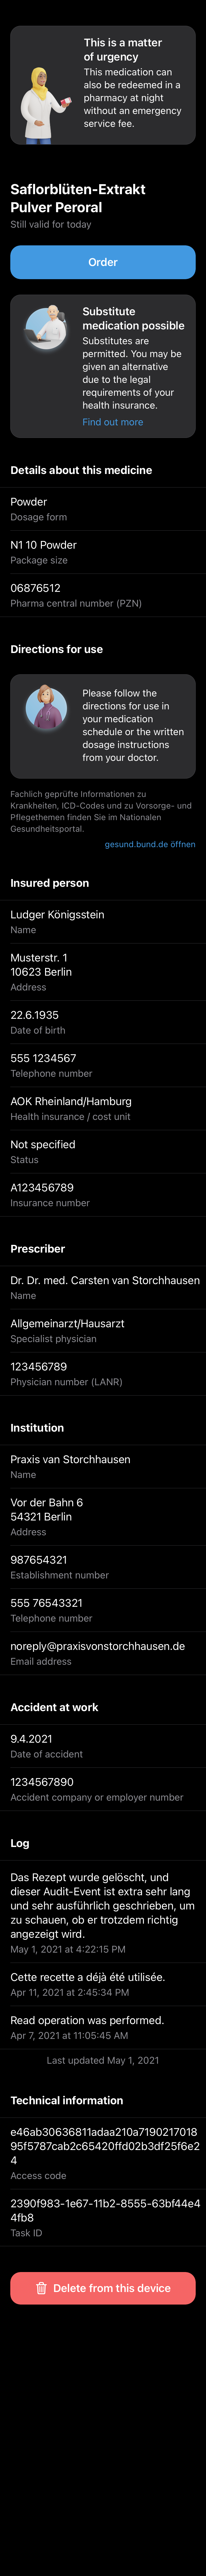 This is a matter
of urgency
This medication can
also be redeemed in a
pharmacy at night
without an emergency
service fee.
Saflorblüten-Extrakt
Pulver Peroral
Still valid for today
Order
Substitute
medication possible
Substitutes are
permitted. You may be
given an alternative
due to the legal
requirements of your
health insurance.
Find out more
Details about this medicine
Powder
Dosage form
N1 10 Powder
Package size
06876512
Pharma central number (PZN)
Directions for use
Please follow the
directions for use in
your medication
schedule or the written
dosage instructions
from your doctor.
Fachlich geprüfte Informationen zu
Krankheiten, ICD-Codes und zu Vorsorge- und
Pflegethemen finden Sie im Nationalen
Gesundheitsportal.
gesund.bund.de öffnen
Insured person
Ludger Königsstein
Name
Musterstr. 1
10623 Berlin
Address
22.6.1935
Date of birth
555 1234567
Telephone number
AOK Rheinland/Hamburg
Health insurance / cost unit
Not specified
Status
A123456789
Insurance number
Prescriber
Dr. Dr. med. Carsten van Storchhausen
Name
Allgemeinarzt/Hausarzt
Specialist physician
123456789
Physician number (LANR)
Institution
Praxis van Storchhausen
Name
Vor der Bahn 6
54321 Berlin
Address
987654321
Establishment number
555 76543321
Telephone number
noreply@praxisvonstorchhausen.de
Email address
Accident at work
9.4.2021
Date of accident
1234567890
Accident company or employer number
Log
Das Rezept wurde gelöscht, und
dieser Audit-Event ist extra sehr lang
und sehr ausführlich geschrieben, um
zu schauen, ob er trotzdem richtig
angezeigt wird.
May 1, 2021 at 4:22:15 PM
Cette recette a déjà été utilisée.
Apr 11, 2021 at 2:45:34 PM
Read operation was performed.
Apr 7, 2021 at 11:05:45 AM
Last updated May 1, 2021
Technical information
e46ab30636811adaa210a7190217018
95f5787cab2c65420ffd02b3df25f6e2
4
Access code
2390f983-1e67-11b2-8555-63bf44e4
4fb8
Task ID
Delete from this device